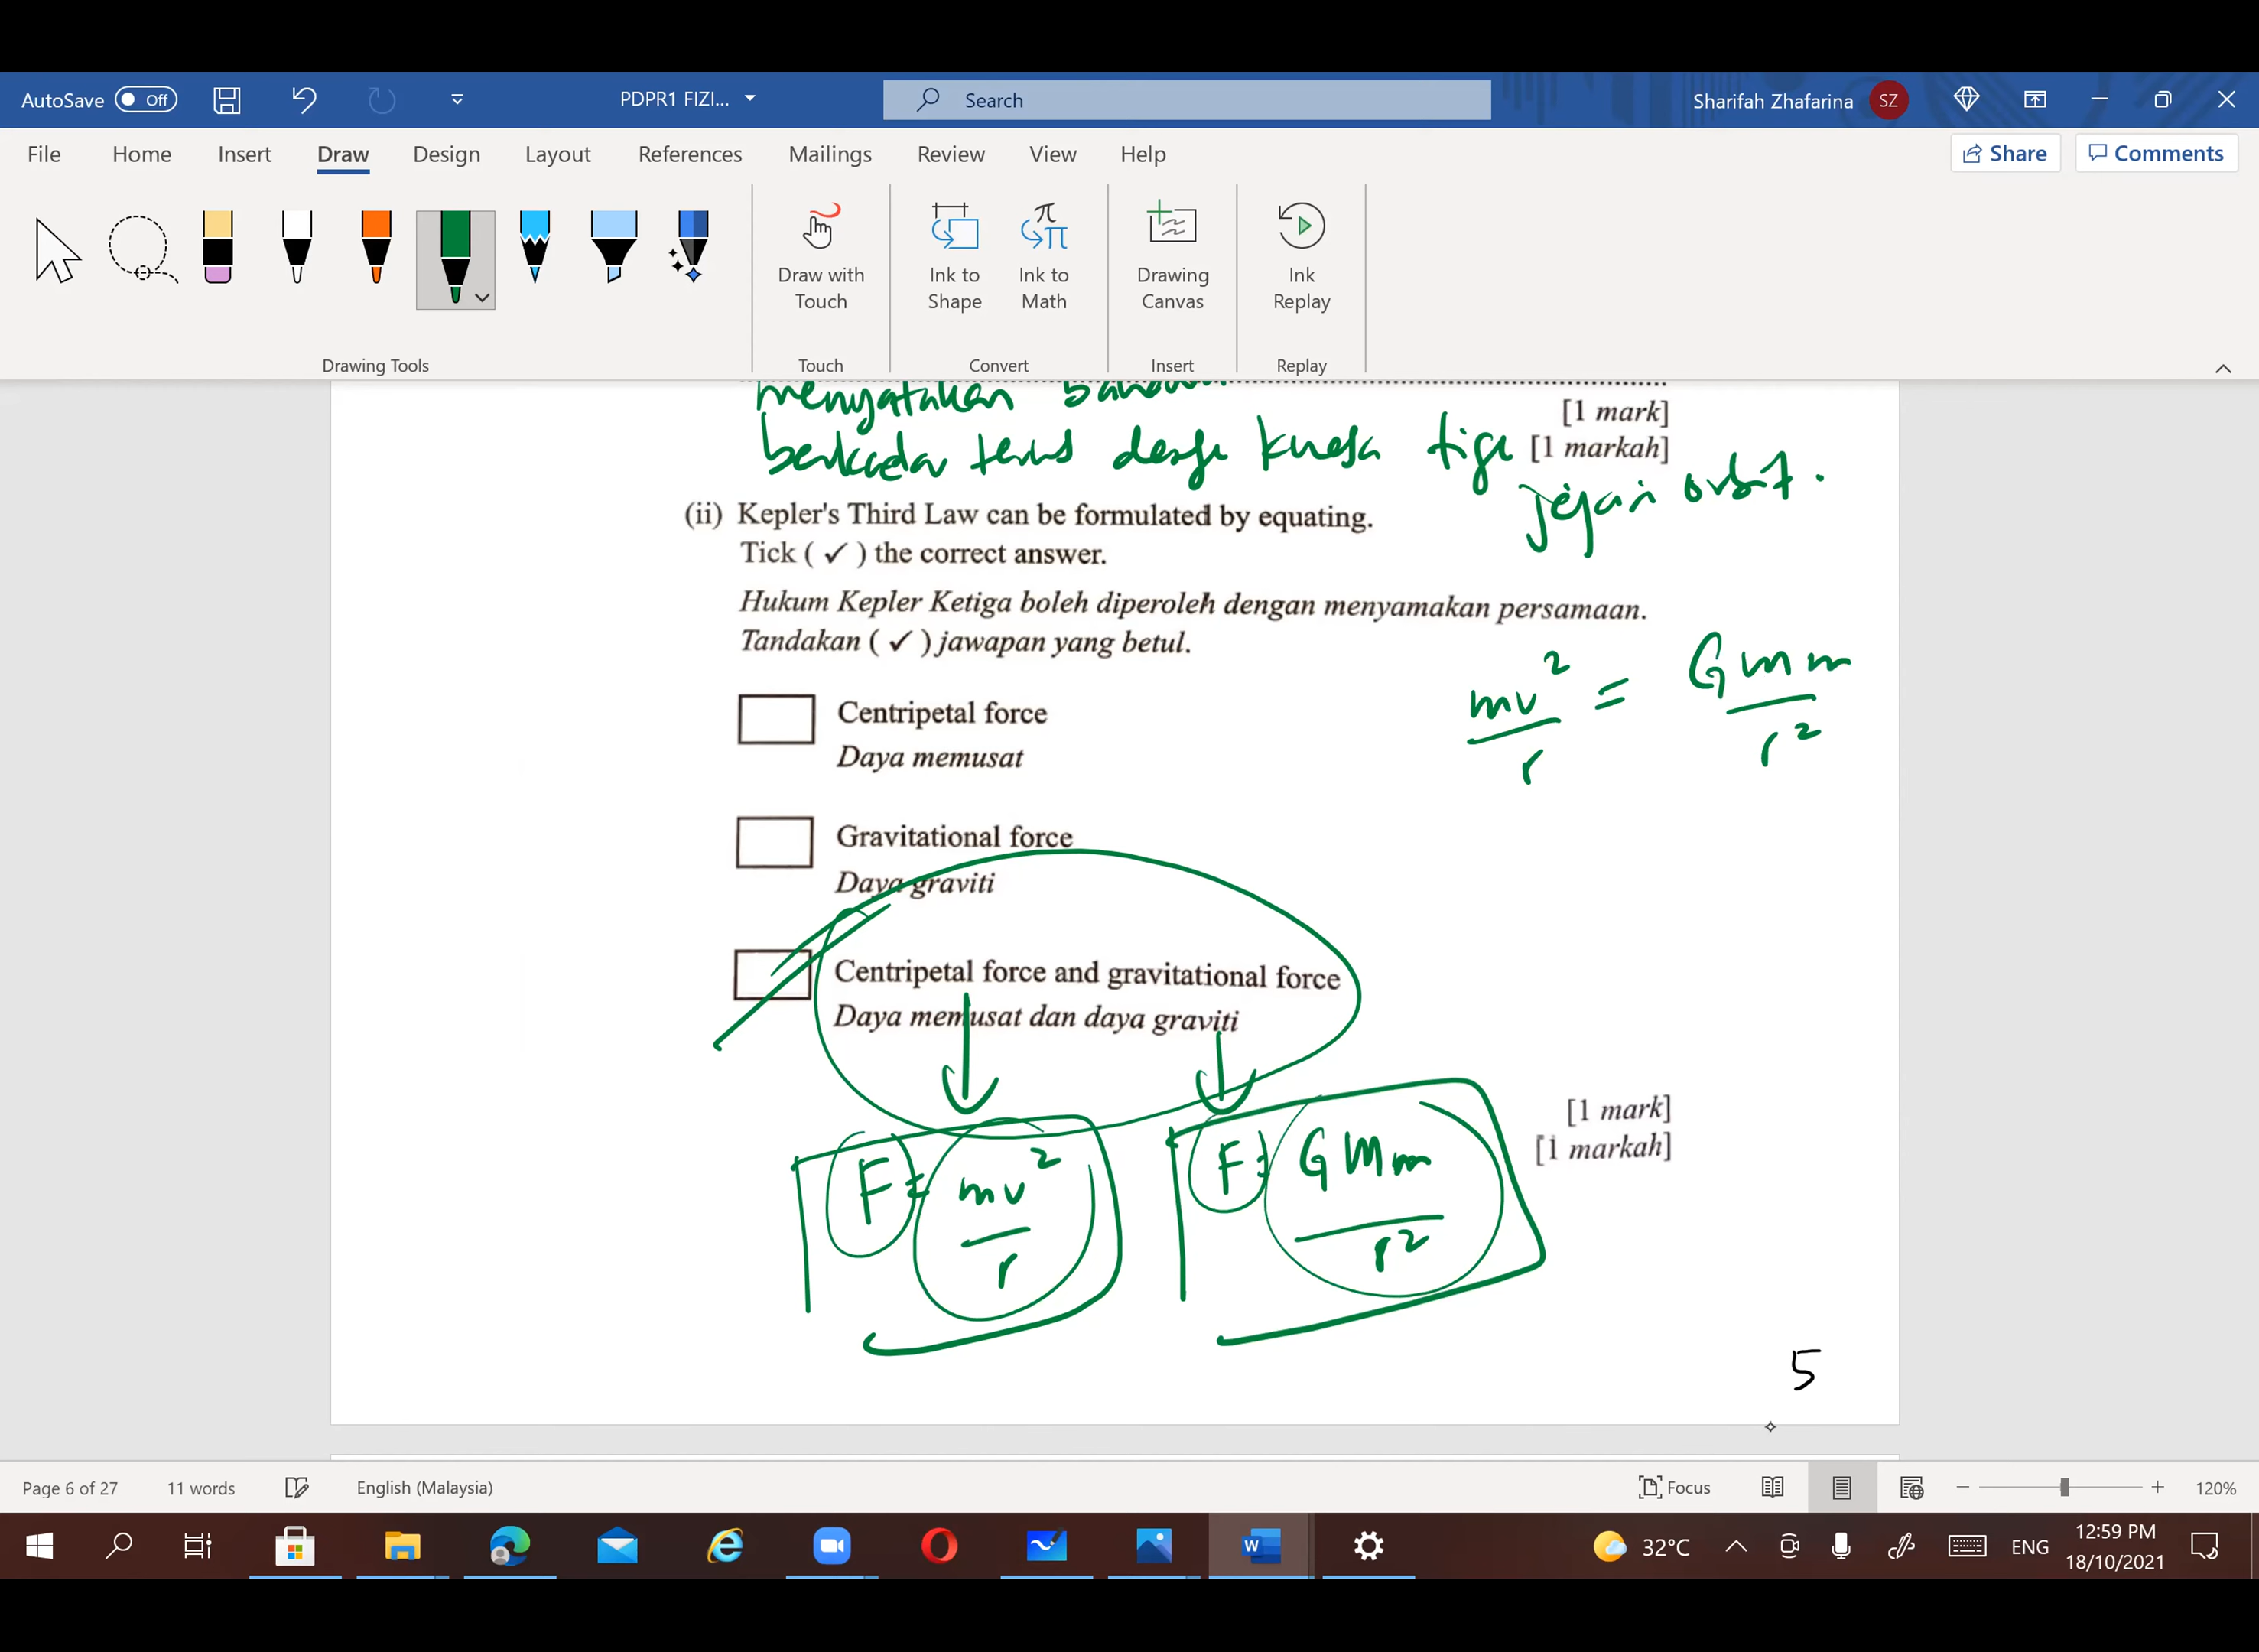 AutoSave Off
PDPR1 FIZI...
Search
Sharifah Zhafarina SZ
File Home Insert Draw Design Layout References Mailings Review View Help Share Comments
Draw with Touch
Ink to Shape
Ink to Math
Drawing Canvas
Ink Replay
Drawing Tools Touch Convert Insert Replay
menyatakan
[1 mark]
berkadar terus dengan kuasa tiga [1 markah]
jejari orbit.
(ii) Kepler's Third Law can be formulated by equating.
Tick ( ✓ ) the correct answer.
Hukum Kepler Ketiga boleh diperoleh dengan menyamakan persamaan.
Tandakan ( ✓ ) jawapan yang betul.
mv²/r = GMm/r²
Centripetal force
Daya memusat
Gravitational force
Daya graviti
Centripetal force and gravitational force
Daya memusat dan daya graviti
[1 mark]
[1 markah]
F = mv²/r
F = GMm/r²
5
Page 6 of 27 11 words English (Malaysia) Focus 120%
32°C ENG 12:59 PM
18/10/2021